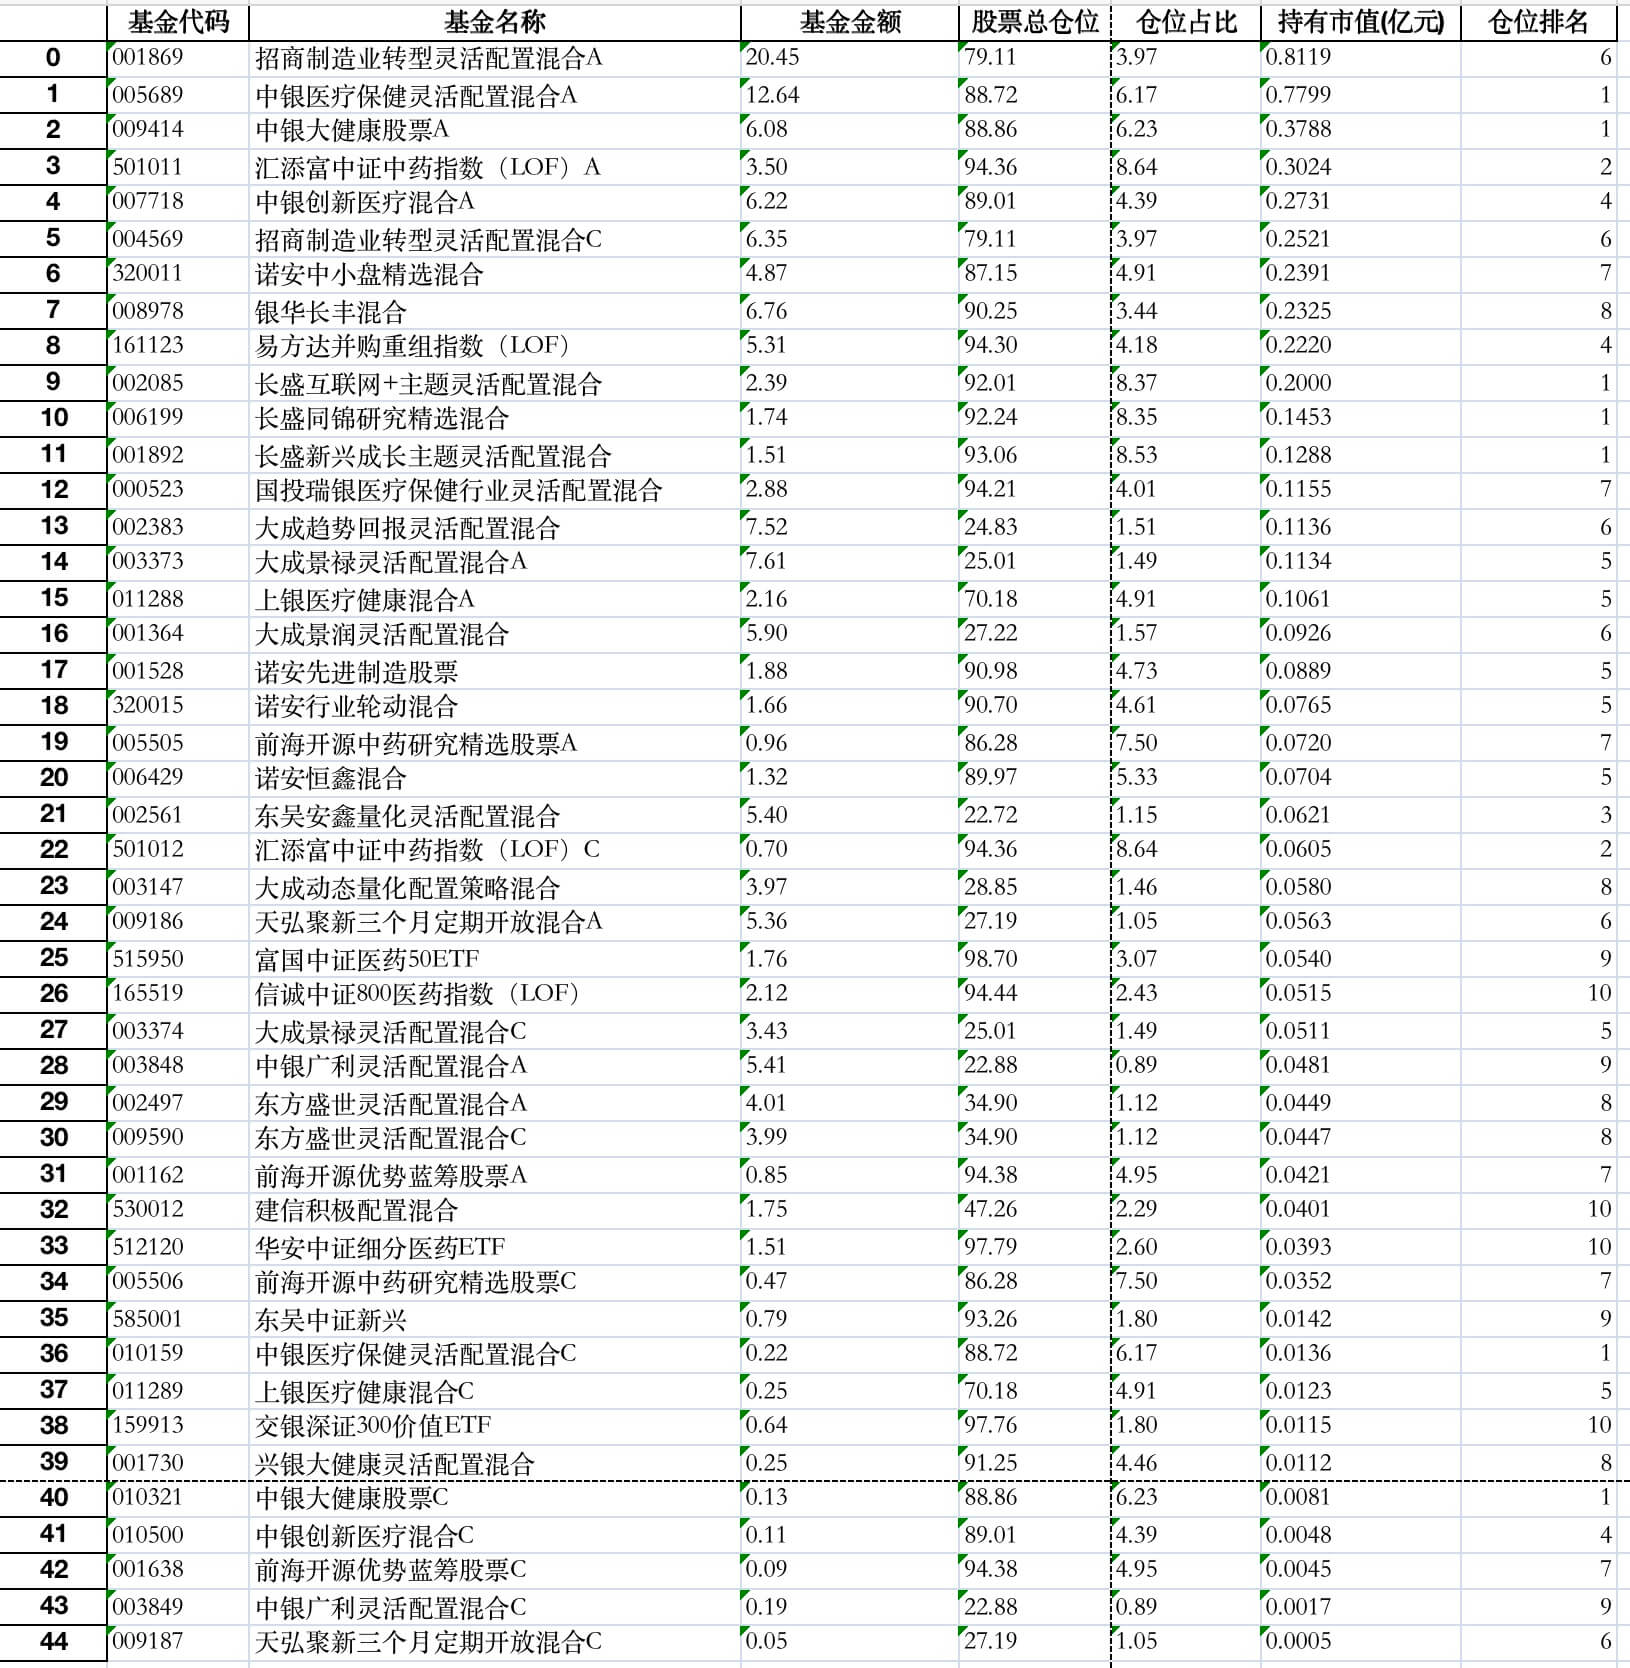 基金代码 基金名称 基金金额 股票总仓位 仓位占比 持有市值(亿元) 仓位排名
0 001869 招商制造业转型灵活配置混合A 20.45 79.11 3.97 0.8119 6
1 005689 中银医疗保健灵活配置混合A 12.64 88.72 6.17 0.7799 1
2 009414 中银大健康股票A 6.08 88.86 6.23 0.3788 1
3 501011 汇添富中证中药指数（LOF）A 3.50 94.36 8.64 0.3024 2
4 007718 中银创新医疗混合A 6.22 89.01 4.39 0.2731 4
5 004569 招商制造业转型灵活配置混合C 6.35 79.11 3.97 0.2521 6
6 320011 诺安中小盘精选混合 4.87 87.15 4.91 0.2391 7
7 008978 银华长丰混合 6.76 90.25 3.44 0.2325 8
8 161123 易方达并购重组指数（LOF） 5.31 94.30 4.18 0.2220 4
9 002085 长盛互联网+主题灵活配置混合 2.39 92.01 8.37 0.2000 1
10 006199 长盛同锦研究精选混合 1.74 92.24 8.35 0.1453 1
11 001892 长盛新兴成长主题灵活配置混合 1.51 93.06 8.53 0.1288 1
12 000523 国投瑞银医疗保健行业灵活配置混合 2.88 94.21 4.01 0.1155 7
13 002383 大成趋势回报灵活配置混合 7.52 24.83 1.51 0.1136 6
14 003373 大成景禄灵活配置混合A 7.61 25.01 1.49 0.1134 5
15 011288 上银医疗健康混合A 2.16 70.18 4.91 0.1061 5
16 001364 大成景润灵活配置混合 5.90 27.22 1.57 0.0926 6
17 001528 诺安先进制造股票 1.88 90.98 4.73 0.0889 5
18 320015 诺安行业轮动混合 1.66 90.70 4.61 0.0765 5
19 005505 前海开源中药研究精选股票A 0.96 86.28 7.50 0.0720 7
20 006429 诺安恒鑫混合 1.32 89.97 5.33 0.0704 5
21 002561 东吴安鑫量化灵活配置混合 5.40 22.72 1.15 0.0621 3
22 501012 汇添富中证中药指数（LOF）C 0.70 94.36 8.64 0.0605 2
23 003147 大成动态量化配置策略混合 3.97 28.85 1.46 0.0580 8
24 009186 天弘聚新三个月定期开放混合A 5.36 27.19 1.05 0.0563 6
25 515950 富国中证医药50ETF 1.76 98.70 3.07 0.0540 9
26 165519 信诚中证800医药指数（LOF） 2.12 94.44 2.43 0.0515 10
27 003374 大成景禄灵活配置混合C 3.43 25.01 1.49 0.0511 5
28 003848 中银广利灵活配置混合A 5.41 22.88 0.89 0.0481 9
29 002497 东方盛世灵活配置混合A 4.01 34.90 1.12 0.0449 8
30 009590 东方盛世灵活配置混合C 3.99 34.90 1.12 0.0447 8
31 001162 前海开源优势蓝筹股票A 0.85 94.38 4.95 0.0421 7
32 530012 建信积极配置混合 1.75 47.26 2.29 0.0401 10
33 512120 华安中证细分医药ETF 1.51 97.79 2.60 0.0393 10
34 005506 前海开源中药研究精选股票C 0.47 86.28 7.50 0.0352 7
35 585001 东吴中证新兴 0.79 93.26 1.80 0.0142 9
36 010159 中银医疗保健灵活配置混合C 0.22 88.72 6.17 0.0136 1
37 011289 上银医疗健康混合C 0.25 70.18 4.91 0.0123 5
38 159913 交银深证300价值ETF 0.64 97.76 1.80 0.0115 10
39 001730 兴银大健康灵活配置混合 0.25 91.25 4.46 0.0112 8
40 010321 中银大健康股票C 0.13 88.86 6.23 0.0081 1
41 010500 中银创新医疗混合C 0.11 89.01 4.39 0.0048 4
42 001638 前海开源优势蓝筹股票C 0.09 94.38 4.95 0.0045 7
43 003849 中银广利灵活配置混合C 0.19 22.88 0.89 0.0017 9
44 009187 天弘聚新三个月定期开放混合C 0.05 27.19 1.05 0.0005 6